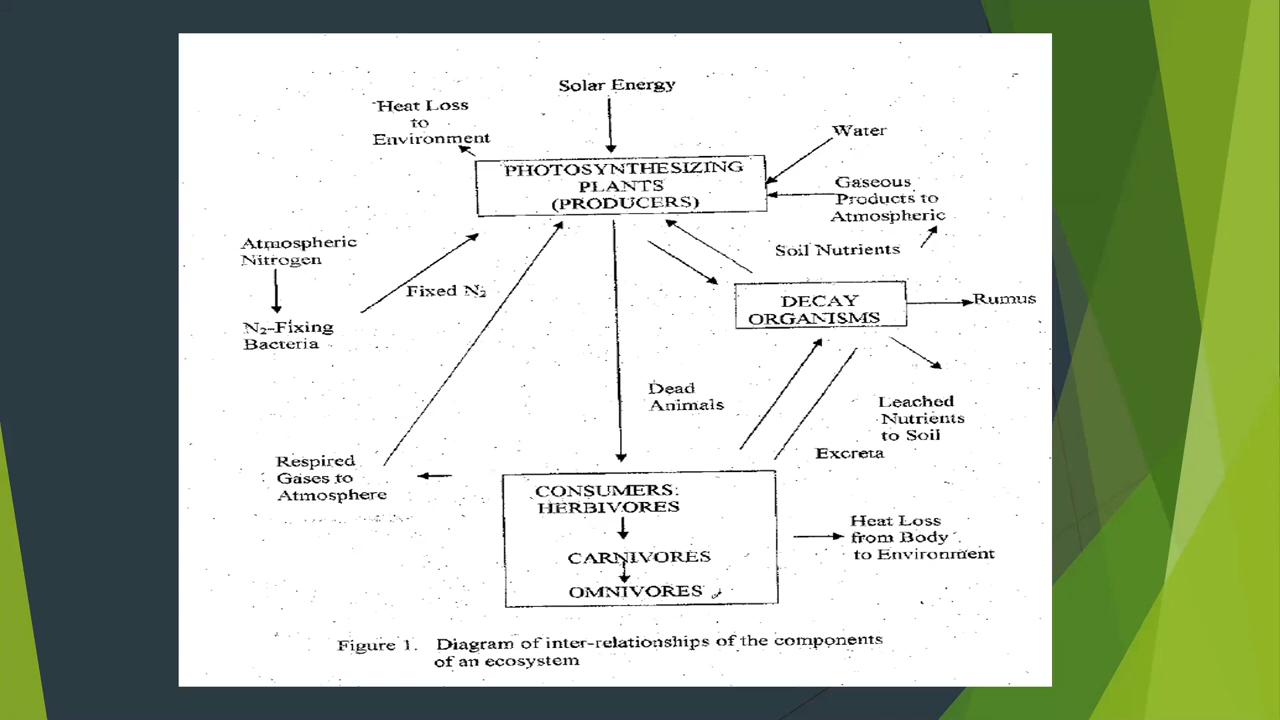 Solar Energy
Heat Loss
to
Environment
Water
PHOTOSYNTHESIZING
PLANTS
(PRODUCERS)
Gaseous
Products to
Atmospheric
Atmospheric
Nitrogen
Soil Nutrients
Fixed N₂
DECAY
ORGANISMS
Rumus
N₂-Fixing
Bacteria
Dead
Animals
Leached
Nutrients
to Soil
Excreta
Respired
Gases to
Atmosphere
CONSUMERS:
HERBIVORES
CARNIVORES
OMNIVORES
Heat Loss
from Body
to Environment
Figure 1. Diagram of inter-relationships of the components
of an ecosystem